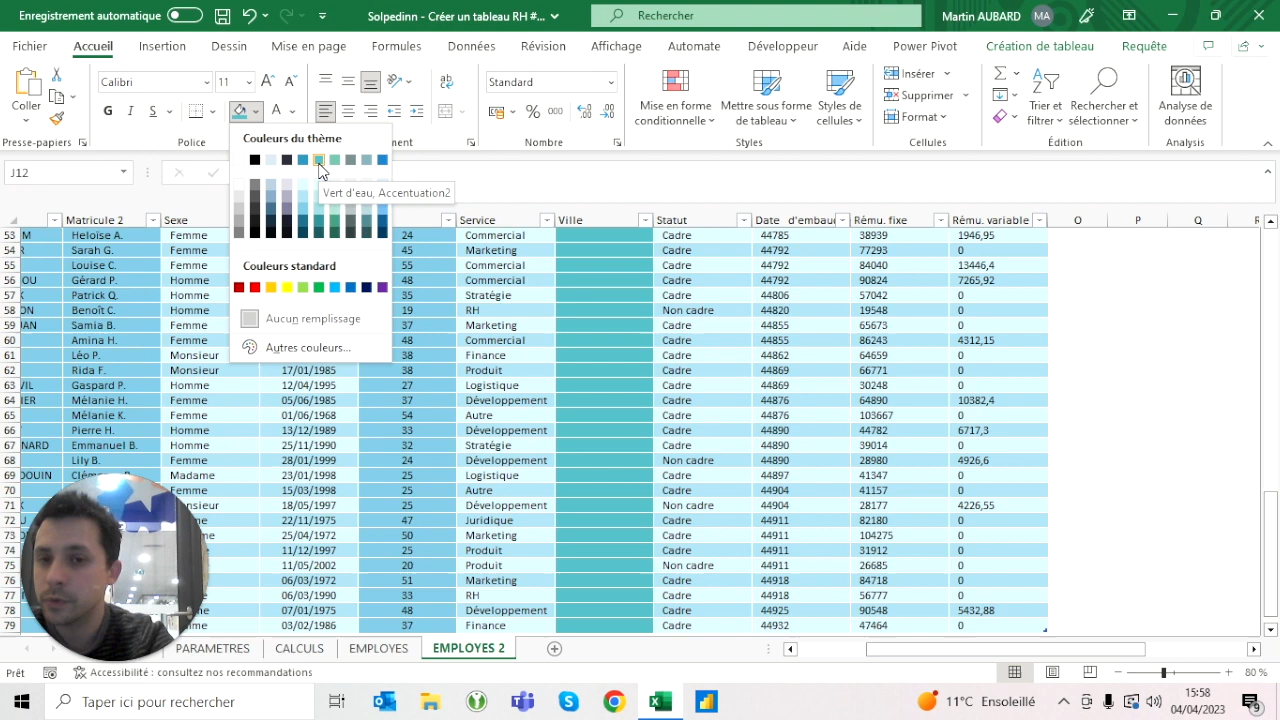 Enregistrement automatique Solpedinn - Créer un tableau RH #... Rechercher Martin AUBARD MA
Fichier Accueil Insertion Dessin Mise en page Formules Données Révision Affichage Automate Développeur Aide Power Pivot Création de tableau Requête
Coller Calibri 11 Standard Insérer Supprimer Format
G I S % 000 Mise en forme conditionnelle Mettre sous forme de tableau Styles de cellules Trier et filtrer Rechercher et sélectionner Analyse de données
Presse-papiers Police Nombre Styles Cellules Édition Analyse
Couleurs du thème
J12
Vert d'eau, Accentuation2
Couleurs standard
Aucun remplissage
Autres couleurs...
Matricule 2 Sexe Service Ville Statut Date d'embau Rému. fixe Rému. variable O P Q
53 M Heloïse A. Femme 24 Commercial Cadre 44785 38939 1946,95
54 R Sarah G. Femme 45 Marketing Cadre 44792 77293 0
55 Louise C. Femme 55 Commercial Cadre 44792 84040 13446,4
56 OU Gérard P. Homme 48 Commercial Cadre 44792 90824 7265,92
57 X Patrick Q. Homme 35 Stratégie Cadre 44806 57042 0
58 ON Benoît C. Homme 19 RH Non cadre 44820 19548 0
59 JAN Samia B. Femme 37 Marketing Cadre 44855 65673 0
60 Amina H. Femme 48 Commercial Cadre 44855 86243 4312,15
61 Léo P. Monsieur 38 Finance Cadre 44862 64659 0
62 Rida F. Monsieur 17/01/1985 38 Produit Cadre 44869 66771 0
63 VIL Gaspard P. Homme 12/04/1995 27 Logistique Cadre 44869 30248 0
64 IER Mélanie H. Femme 05/06/1985 37 Développement Cadre 44876 64890 10382,4
65 Mélanie K. Femme 01/06/1968 54 Autre Cadre 44876 103667 0
66 Pierre H. Homme 13/12/1989 33 Développement Cadre 44890 44782 6717,3
67 NARD Emmanuel B. Homme 25/11/1990 32 Stratégie Cadre 44890 39014 0
68 Lily B. Femme 28/01/1999 24 Développement Non cadre 44890 28980 4926,6
69 DOUIN Madame 23/01/1998 25 Logistique Cadre 44897 41347 0
70 Femme 15/03/1998 25 Autre Cadre 44904 41157 0
71 18/05/1997 25 Développement Non cadre 44904 28177 4226,55
72 22/11/1975 47 Juridique Cadre 44911 82180 0
73 25/04/1972 50 Marketing Cadre 44911 104275 0
74 11/12/1997 25 Produit Cadre 44911 31912 0
75 11/05/2002 20 Produit Non cadre 44911 26685 0
76 06/03/1972 51 Marketing Cadre 44918 84718 0
77 06/03/1990 33 RH Cadre 44918 56777 0
78 07/01/1975 48 Développement Cadre 44925 90548 5432,88
79 03/02/1986 37 Finance Cadre 44932 47464 0
PARAMETRES CALCULS EMPLOYES EMPLOYES 2
Prêt Accessibilité : consultez nos recommandations 80 %
Taper ici pour rechercher 11°C Ensoleillé 15:58
04/04/2023 9